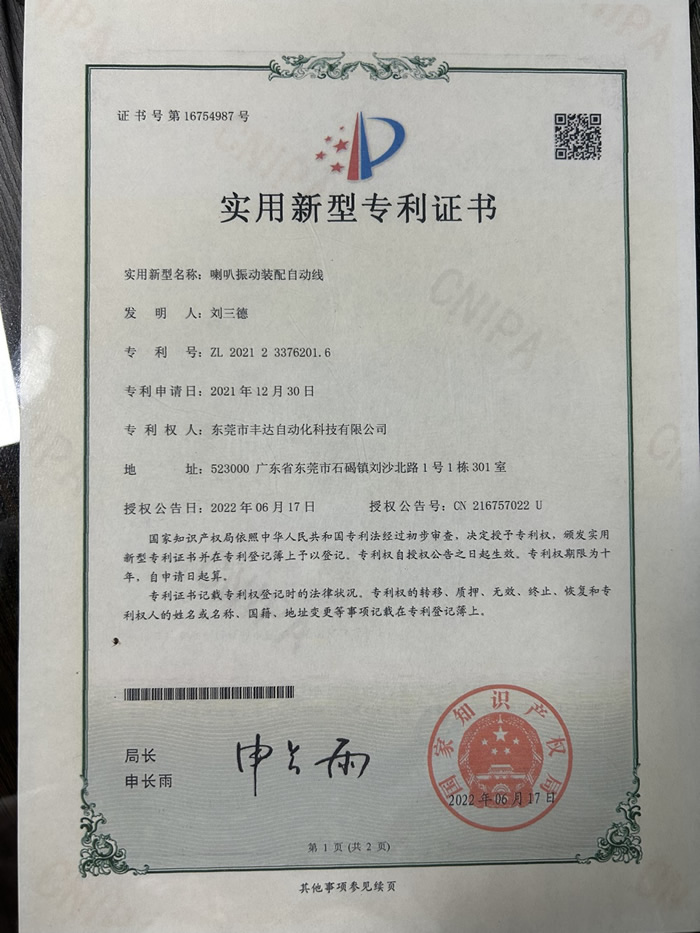 证书号第16754987号
实用新型专利证书
实用新型名称：喇叭振动装配自动线
发明人：刘三德
专利号：ZL 2021 2 3376201.6
专利申请日：2021年12月30日
专利权人：东莞市丰达自动化科技有限公司
地址：523000 广东省东莞市石碣镇刘沙北路1号1栋301室
授权公告日：2022年06月17日 授权公告号：CN 216757022 U
国家知识产权局依照中华人民共和国专利法经过初步审查，决定授予专利权，颁发实用
新型专利证书并在专利登记簿上予以登记。专利权自授权公告之日起生效。专利权期限为十
年，自申请日起算。
专利证书记载专利权登记时的法律状况。专利权的转移、质押、无效、终止、恢复和专
利权人的姓名或名称、国籍、地址变更等事项记载在专利登记簿上。
局长
申长雨
申长雨
国家知识产权局
2022年06月17日
第1页(共2页)
其他事项参见续页
CNIPA
CNIPA
CNIPA
CNIPA